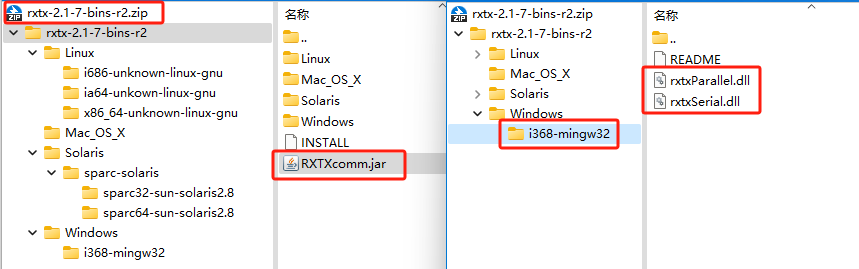 rxtx-2.1-7-bins-r2.zip
rxtx-2.1-7-bins-r2
Linux
i686-unknown-linux-gnu
ia64-unkown-linux-gnu
x86_64-unkown-linux-gnu
Mac_OS_X
Solaris
sparc-solaris
sparc32-sun-solaris2.8
sparc64-sun-solaris2.8
Windows
i368-mingw32
名称
..
Linux
Mac_OS_X
Solaris
Windows
INSTALL
RXTXcomm.jar
rxtx-2.1-7-bins-r2.zip
rxtx-2.1-7-bins-r2
Linux
Mac_OS_X
Solaris
Windows
i368-mingw32
名称
..
README
rxtxParallel.dll
rxtxSerial.dll